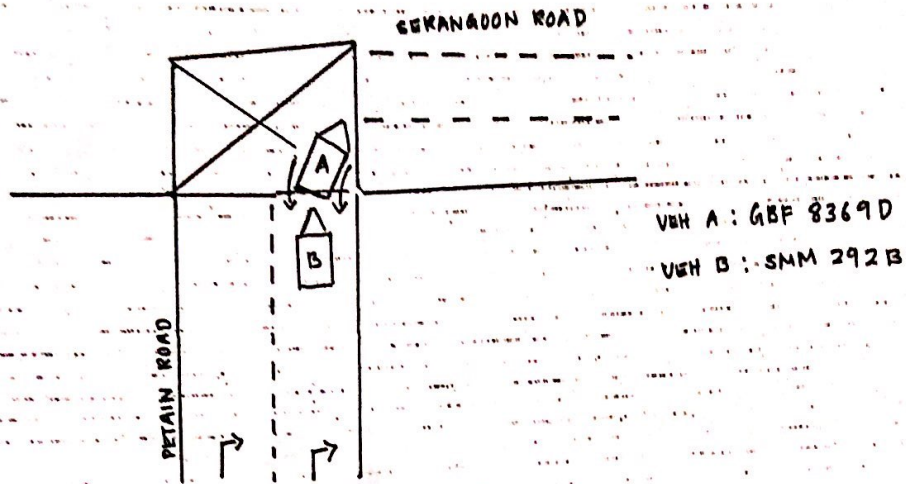 SERANGOON ROAD
A
B
VEH A : GBF 8369D
VEH B : SMM 292B
PETAIN ROAD